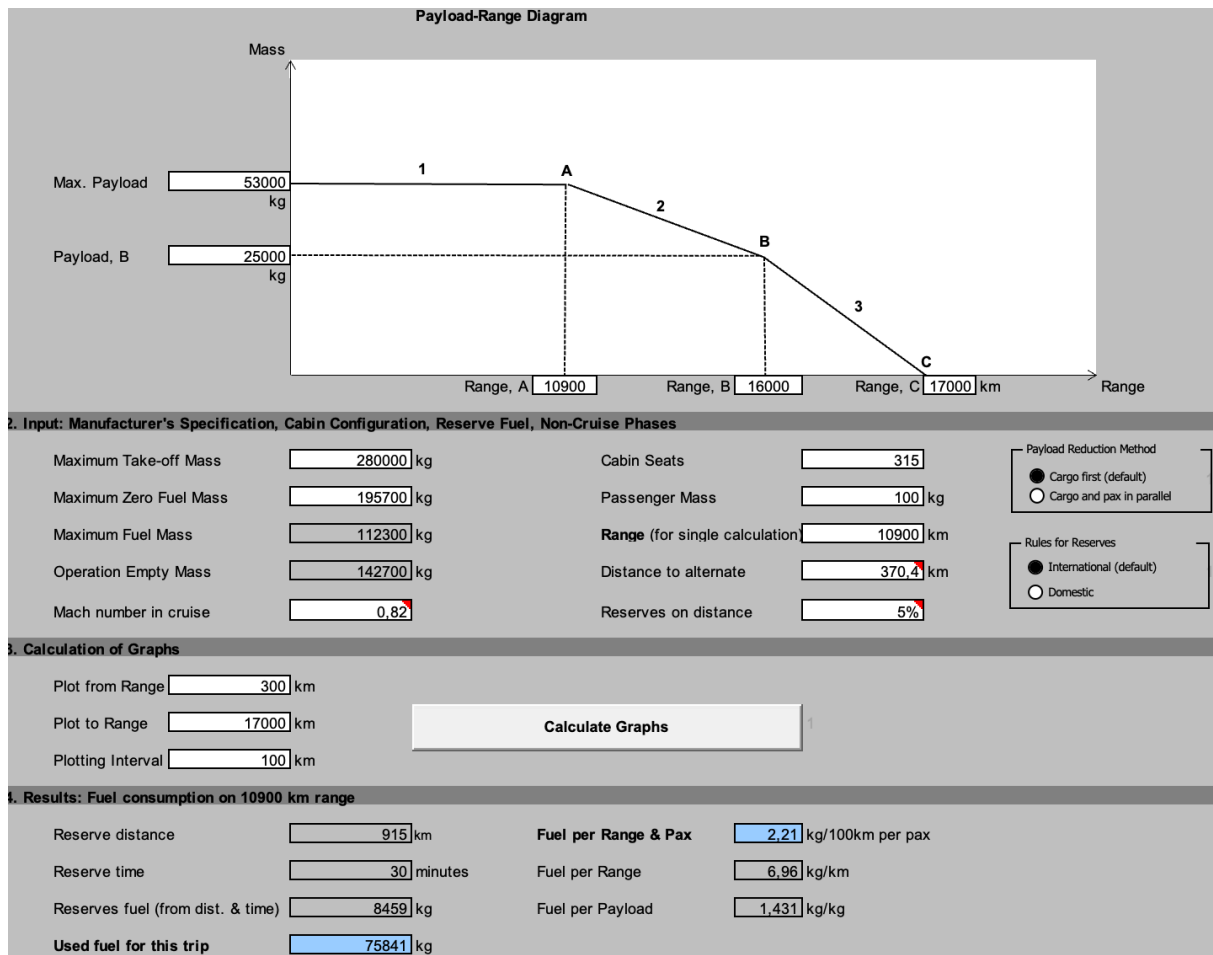 Payload-Range Diagram
Mass
1
A
Max. Payload 53000
kg
2
B
Payload, B 25000
kg
3
C
Range, A 10900 Range, B 16000 Range, C 17000 km Range
2. Input: Manufacturer's Specification, Cabin Configuration, Reserve Fuel, Non-Cruise Phases
Maximum Take-off Mass 280000 kg Cabin Seats 315
Payload Reduction Method
Cargo first (default)
Cargo and pax in parallel
Maximum Zero Fuel Mass 195700 kg Passenger Mass 100 kg
Maximum Fuel Mass 112300 kg Range (for single calculation) 10900 km
Rules for Reserves
International (default)
Domestic
Operation Empty Mass 142700 kg Distance to alternate 370,4 km
Mach number in cruise 0,82 Reserves on distance 5%
3. Calculation of Graphs
Plot from Range 300 km
Plot to Range 17000 km
Calculate Graphs 1
Plotting Interval 100 km
4. Results: Fuel consumption on 10900 km range
Reserve distance 915 km Fuel per Range & Pax 2,21 kg/100km per pax
Reserve time 30 minutes Fuel per Range 6,96 kg/km
Reserves fuel (from dist. & time) 8459 kg Fuel per Payload 1,431 kg/kg
Used fuel for this trip 75841 kg